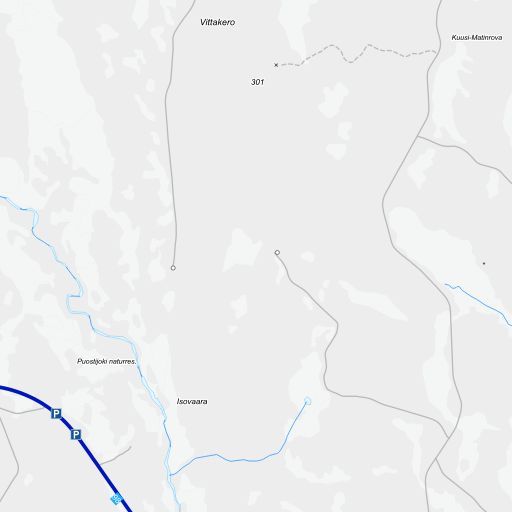 Vittakero
Kuusi-Matinrova
301
Puostijoki naturres.
P
Isovaara
P